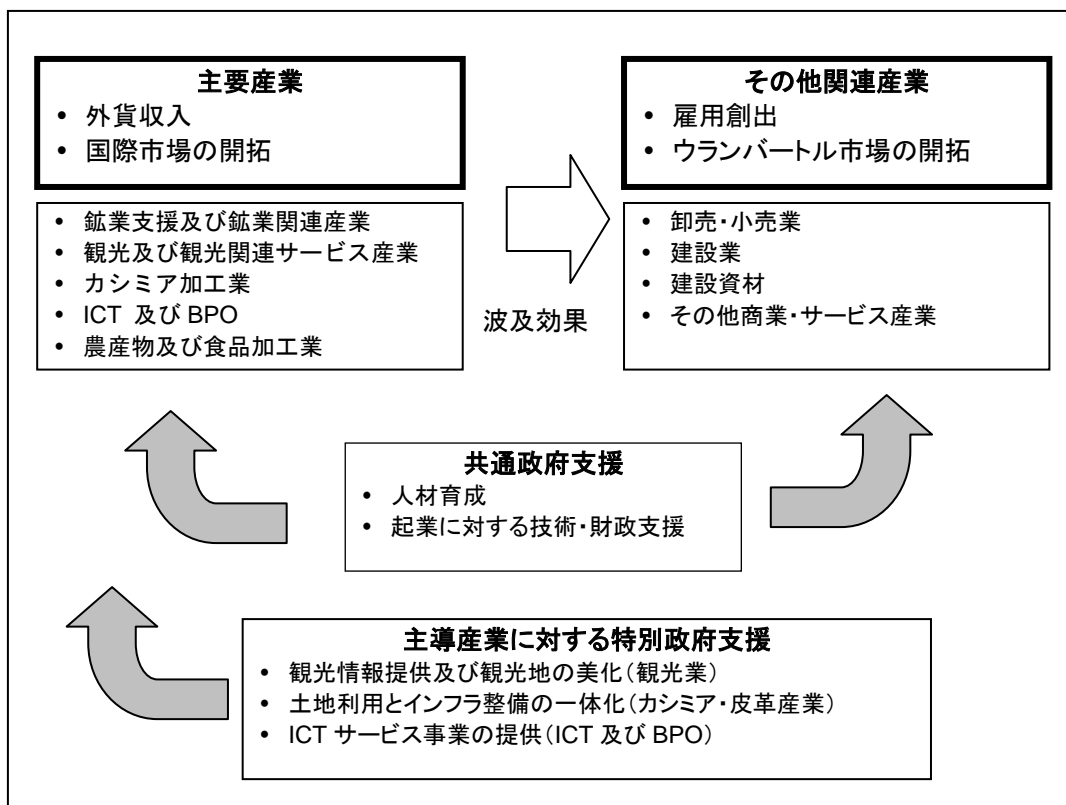 主要産業
• 外貨収入
• 国際市場の開拓
• 鉱業支援及び鉱業関連産業
• 観光及び観光関連サービス産業
• カシミア加工業
• ICT 及び BPO
• 農産物及び食品加工業
波及効果
その他関連産業
• 雇用創出
• ウランバートル市場の開拓
• 卸売・小売業
• 建設業
• 建設資材
• その他商業・サービス産業
共通政府支援
• 人材育成
• 起業に対する技術・財政支援
主導産業に対する特別政府支援
• 観光情報提供及び観光地の美化（観光業）
• 土地利用とインフラ整備の一体化（カシミア・皮革産業）
• ICT サービス事業の提供（ICT 及び BPO）